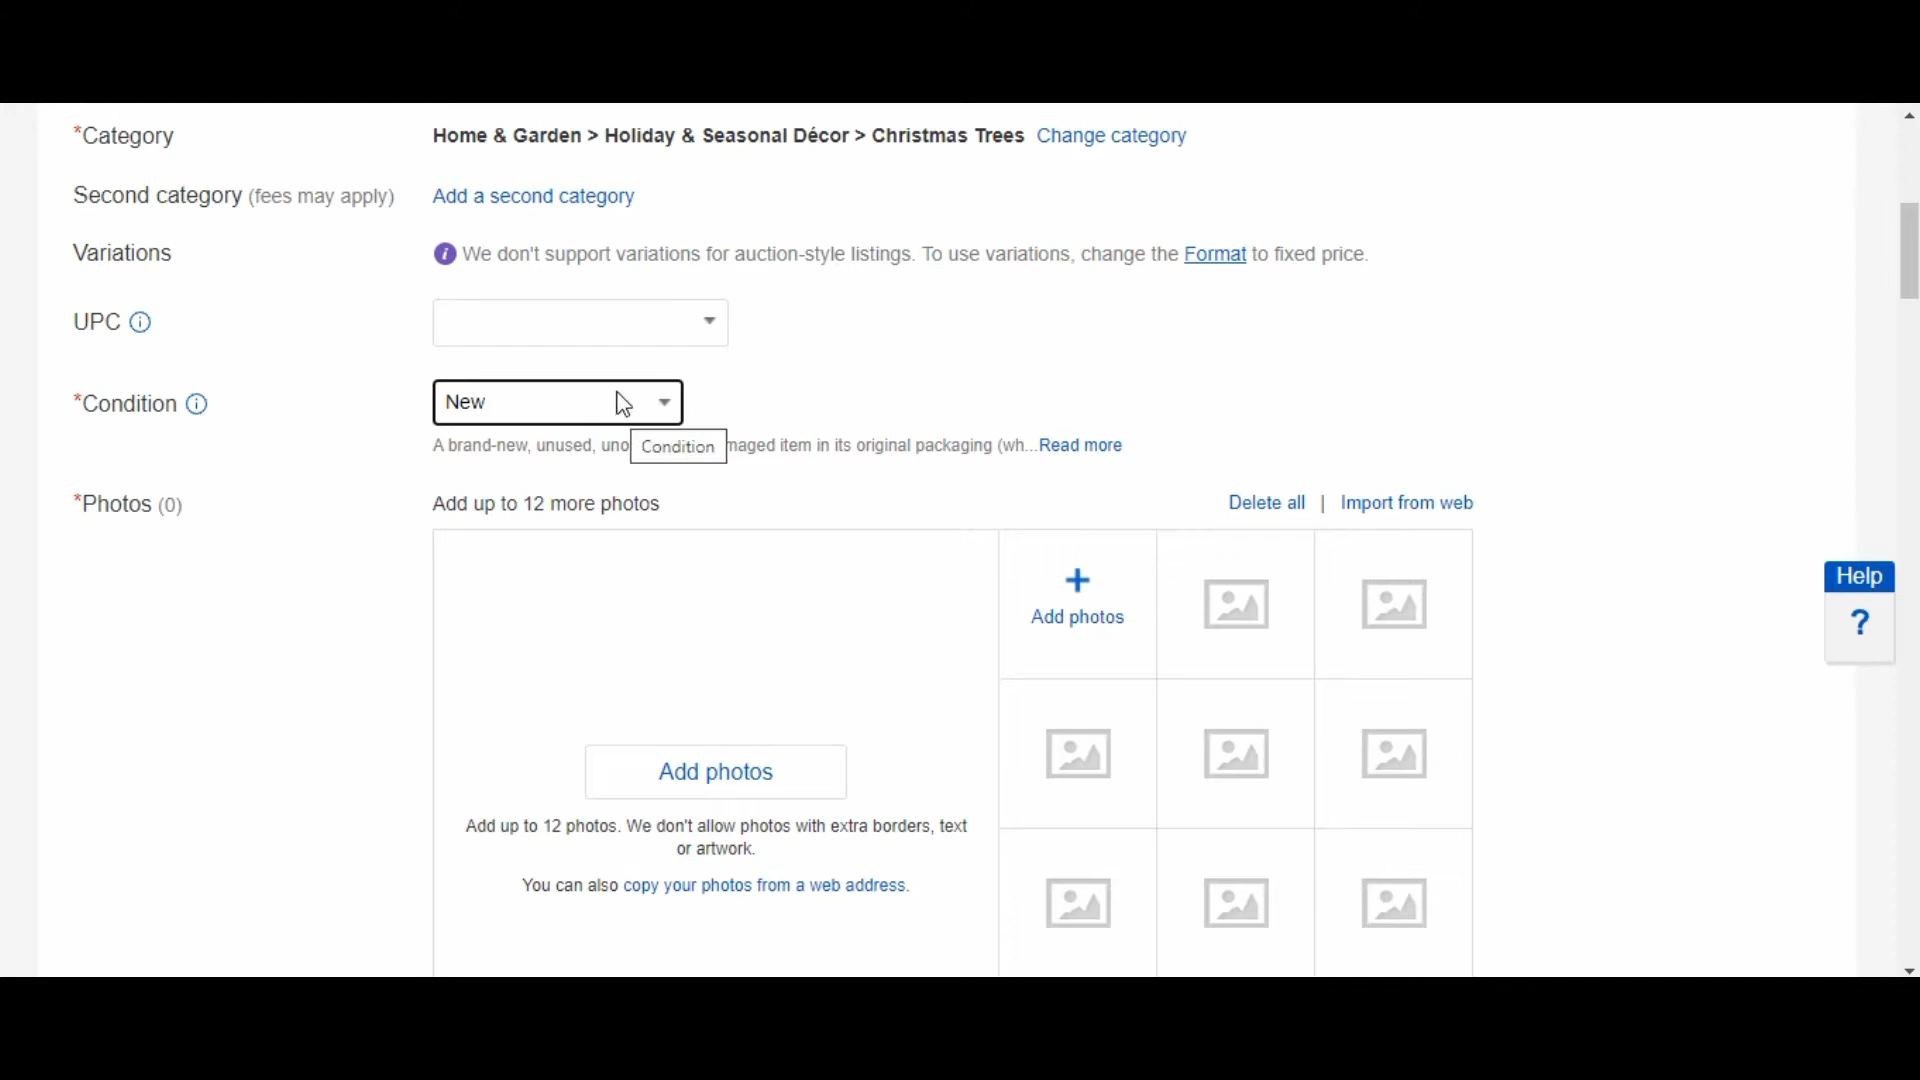 *Category
Home & Garden > Holiday & Seasonal Décor > Christmas Trees Change category
Second category (fees may apply)
Add a second category
Variations
i We don't support variations for auction-style listings. To use variations, change the Format to fixed price.
UPC i
*Condition i
New
A brand-new, unused, uno
Condition
maged item in its original packaging (wh...Read more
*Photos (0)
Add up to 12 more photos
Delete all | Import from web
Add photos
Help
?
Add photos
Add up to 12 photos. We don't allow photos with extra borders, text
or artwork.
You can also copy your photos from a web address.